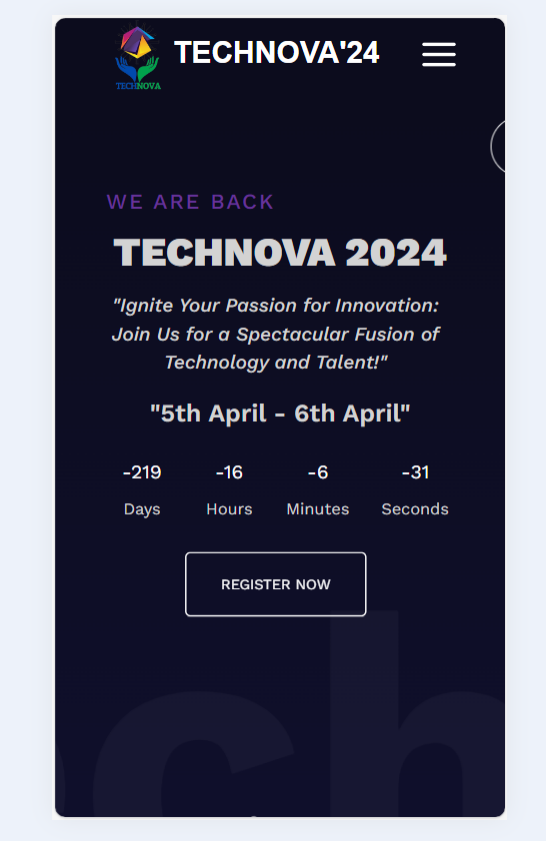 TECHNOVA'24
TECHNOVA
WE ARE BACK
TECHNOVA 2024
"Ignite Your Passion for Innovation:
Join Us for a Spectacular Fusion of
Technology and Talent!"
"5th April - 6th April"
-219 -16 -6 -31
Days Hours Minutes Seconds
REGISTER NOW
ch